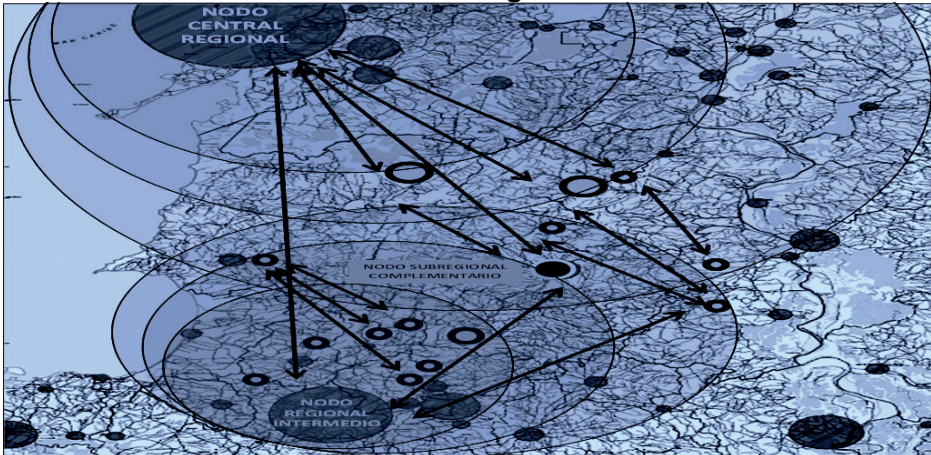 NODO
CENTRAL
REGIONAL
NODO SUBREGIONAL
COMPLEMENTARIO
NODO
REGIONAL
INTERMEDIO